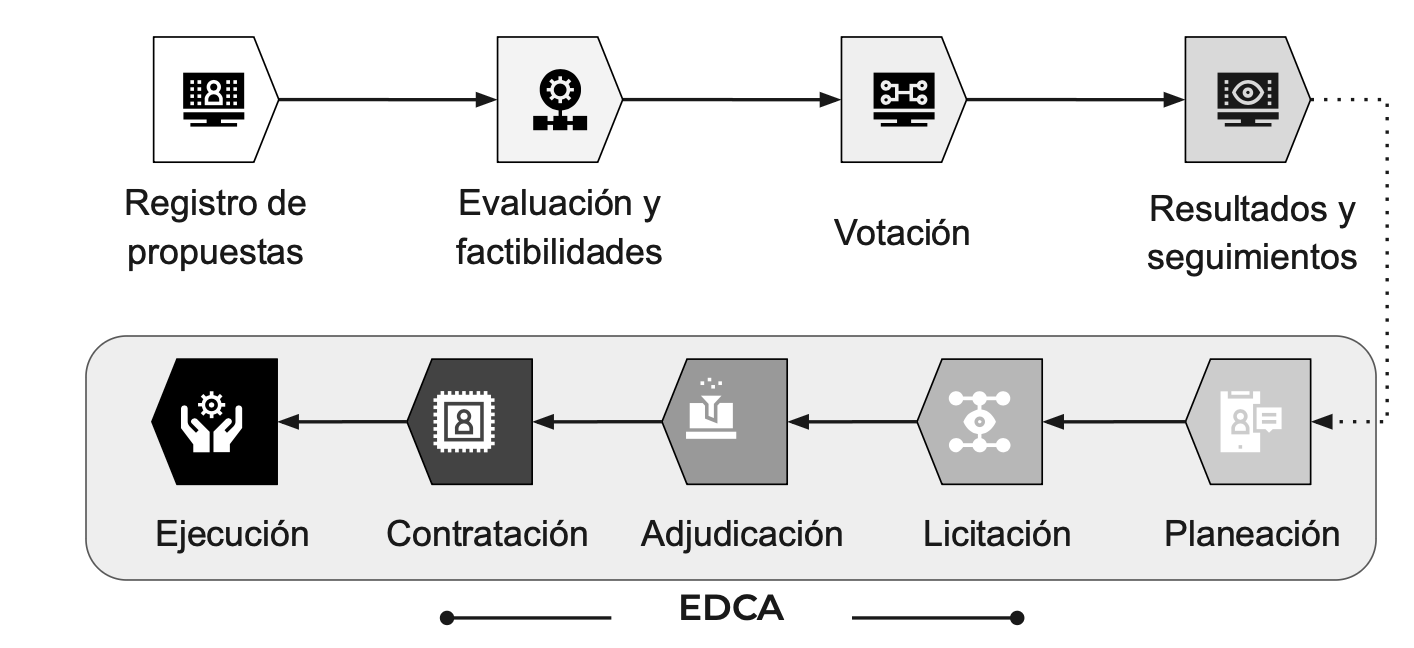 Registro de
propuestas
Evaluación y
factibilidades
Votación
Resultados y
seguimientos
Ejecución
Contratación
Adjudicación
Licitación
Planeación
EDCA